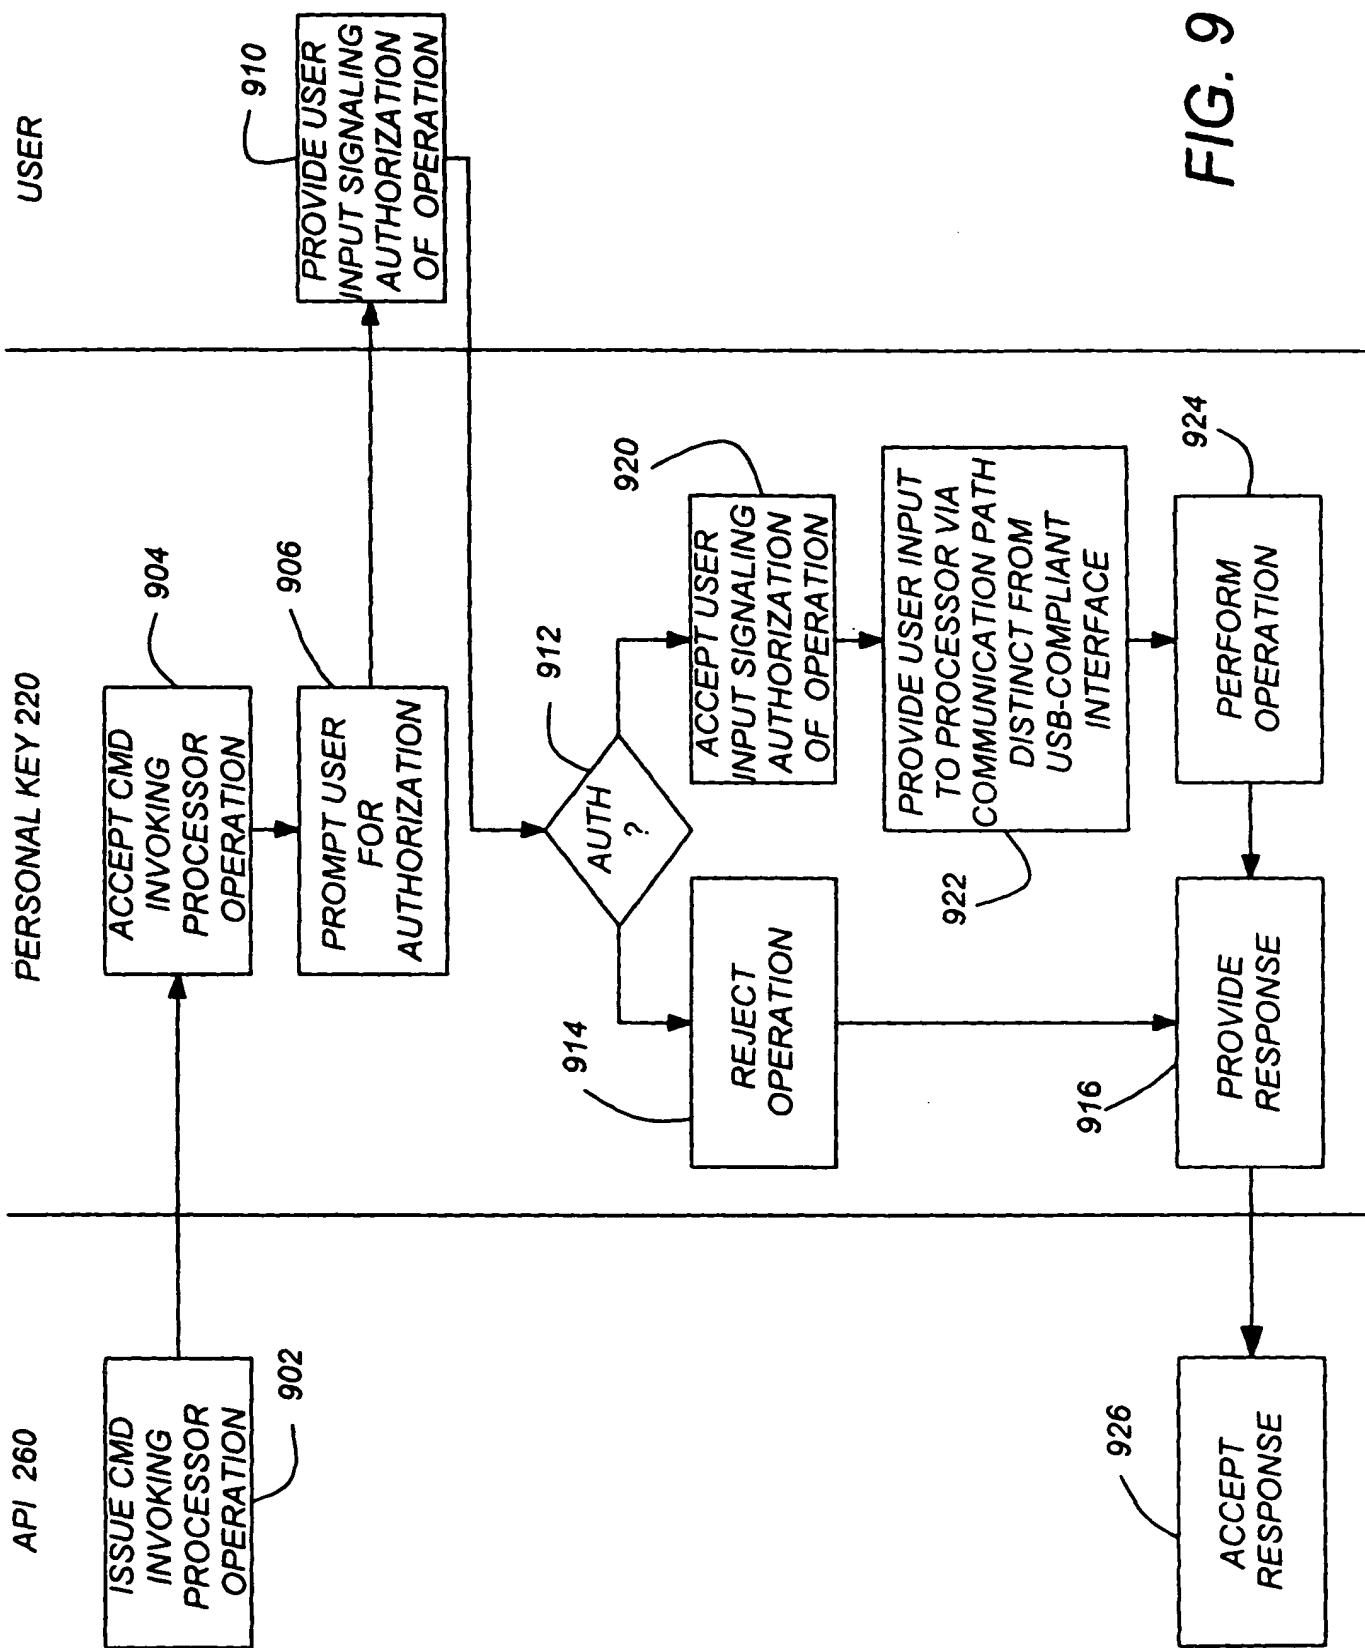 API 260
PERSONAL KEY 220
USER
ISSUE CMD
INVOKING
PROCESSOR
OPERATION
902
ACCEPT CMD
INVOKING
PROCESSOR
OPERATION
904
PROMPT USER
FOR
AUTHORIZATION
906
PROVIDE USER
INPUT SIGNALING
AUTHORIZATION
OF OPERATION
910
AUTH
?
912
REJECT
OPERATION
914
ACCEPT USER
INPUT SIGNALING
AUTHORIZATION
OF OPERATION
920
PROVIDE USER INPUT
TO PROCESSOR VIA
COMMUNICATION PATH
DISTINCT FROM
USB-COMPLIANT
INTERFACE
922
PERFORM
OPERATION
924
PROVIDE
RESPONSE
916
ACCEPT
RESPONSE
926
FIG. 9